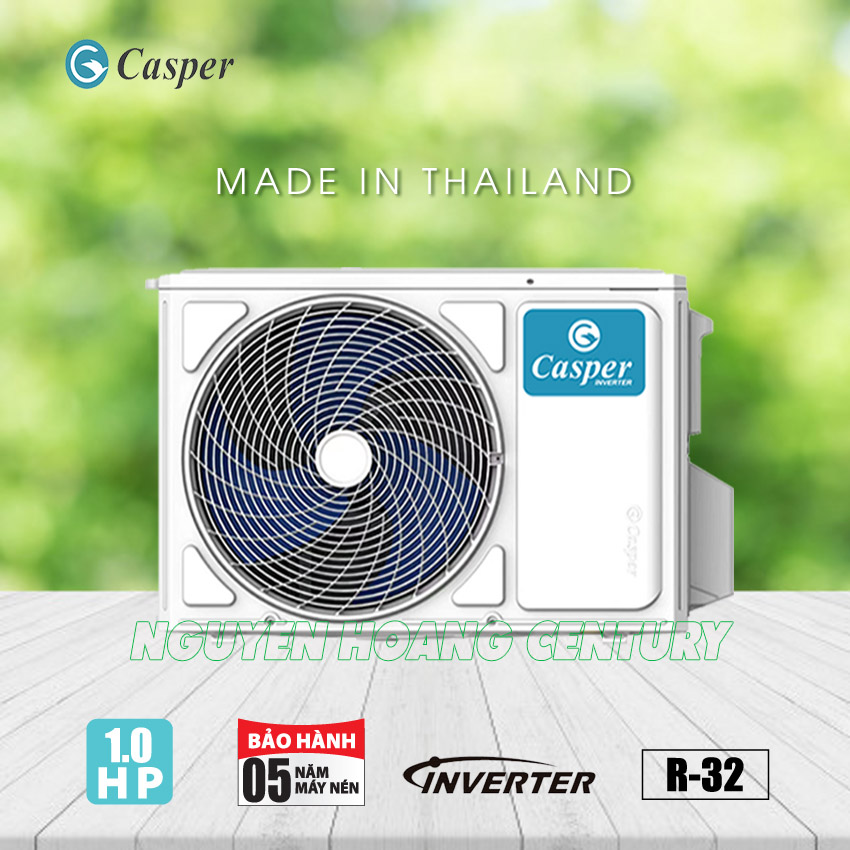 Casper
MADE IN THAILAND
Casper
INVERTER
Casper
NGUYEN HOANG CENTURY
1.0
HP
BẢO HÀNH
05 NĂM
MÁY NÉN
INVERTER
R-32